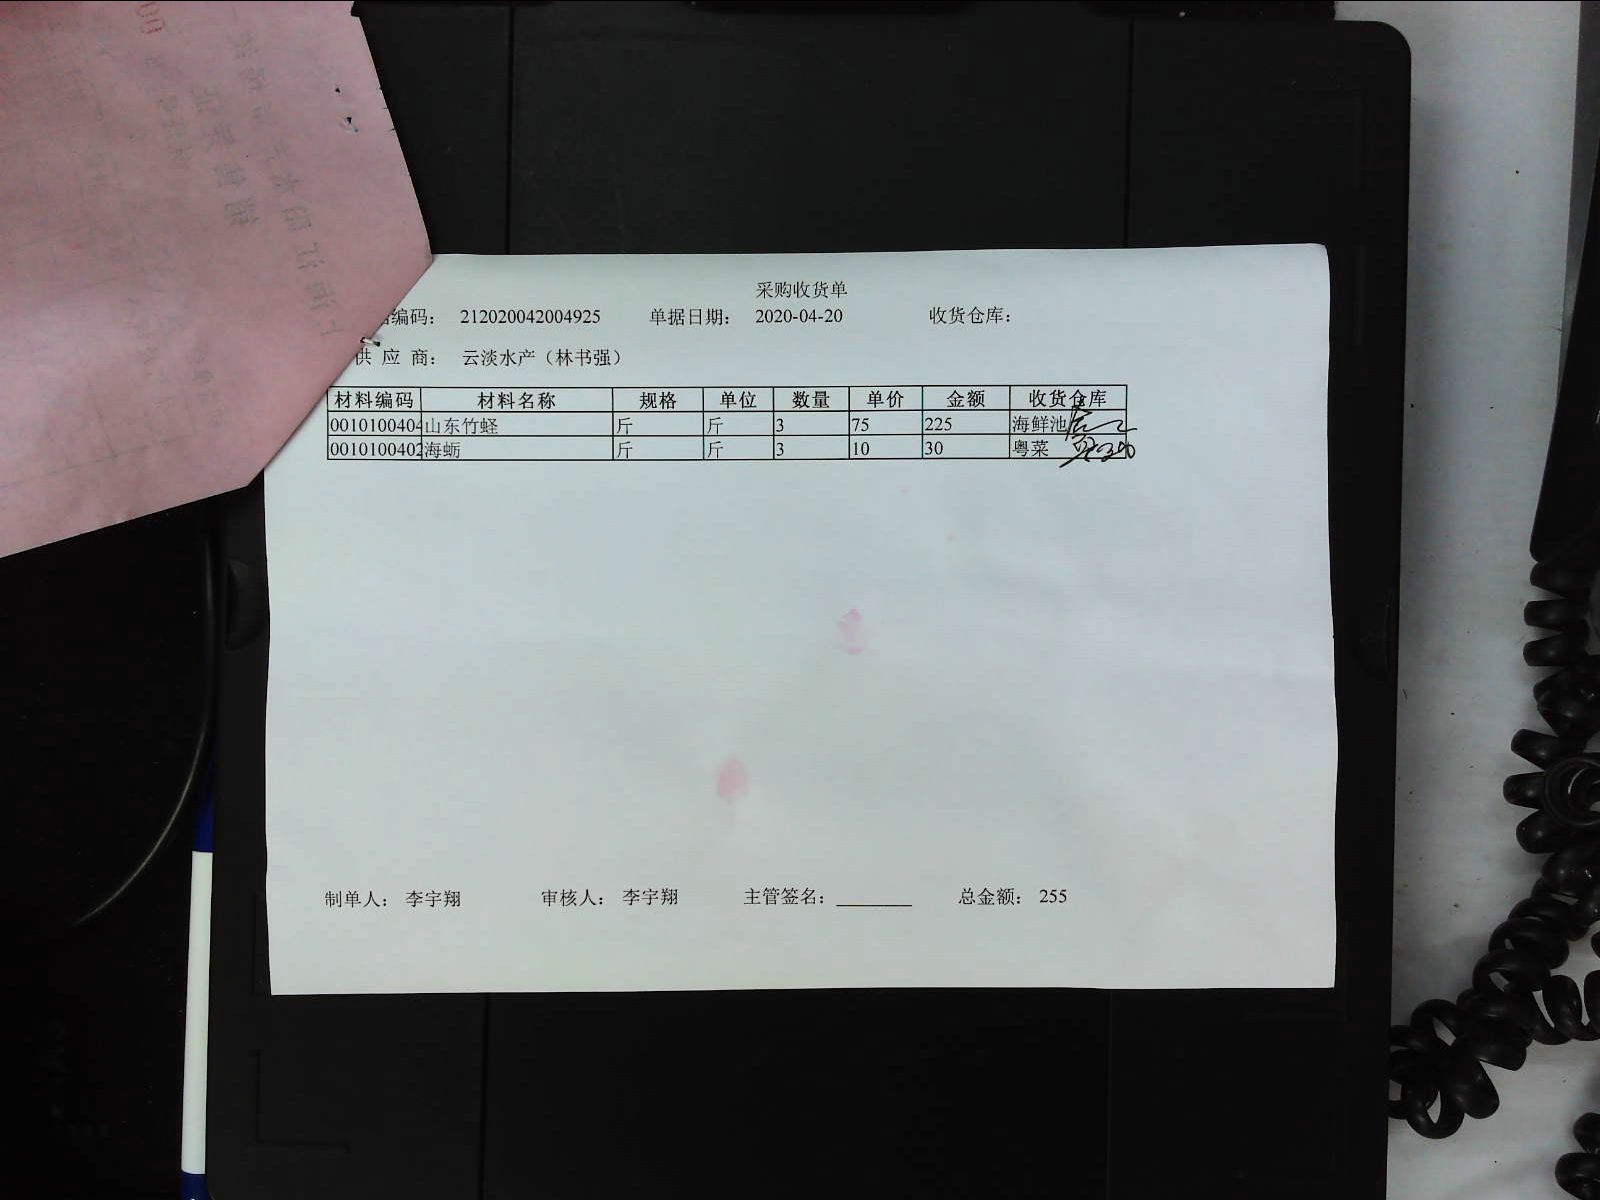 采购收货单
编码： 212020042004925 单据日期： 2020-04-20 收货仓库：
供 应 商： 云淡水产（林书强）
材料编码 材料名称 规格 单位 数量 单价 金额 收货仓库
0010100404 山东竹蛏 斤 斤 3 75 225 海鲜池
0010100402 海蛎 斤 斤 3 10 30 粤菜
制单人： 李宇翔 审核人： 李宇翔 主管签名： 总金额： 255